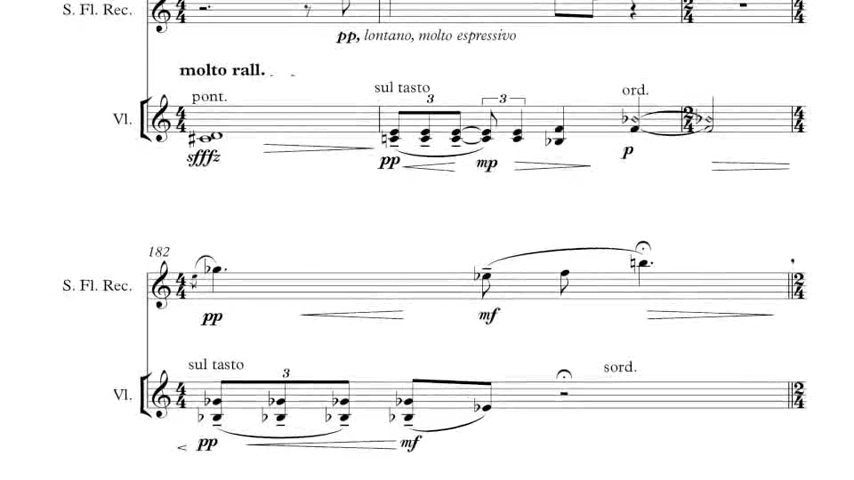 S. Fl. Rec.
pp, lontano, molto espressivo
molto rall.
pont.
sul tasto
ord.
3
3
Vl.
sfffz
pp
mp
p
182
S. Fl. Rec.
pp
mf
sul tasto
sord.
3
Vl.
pp
mf